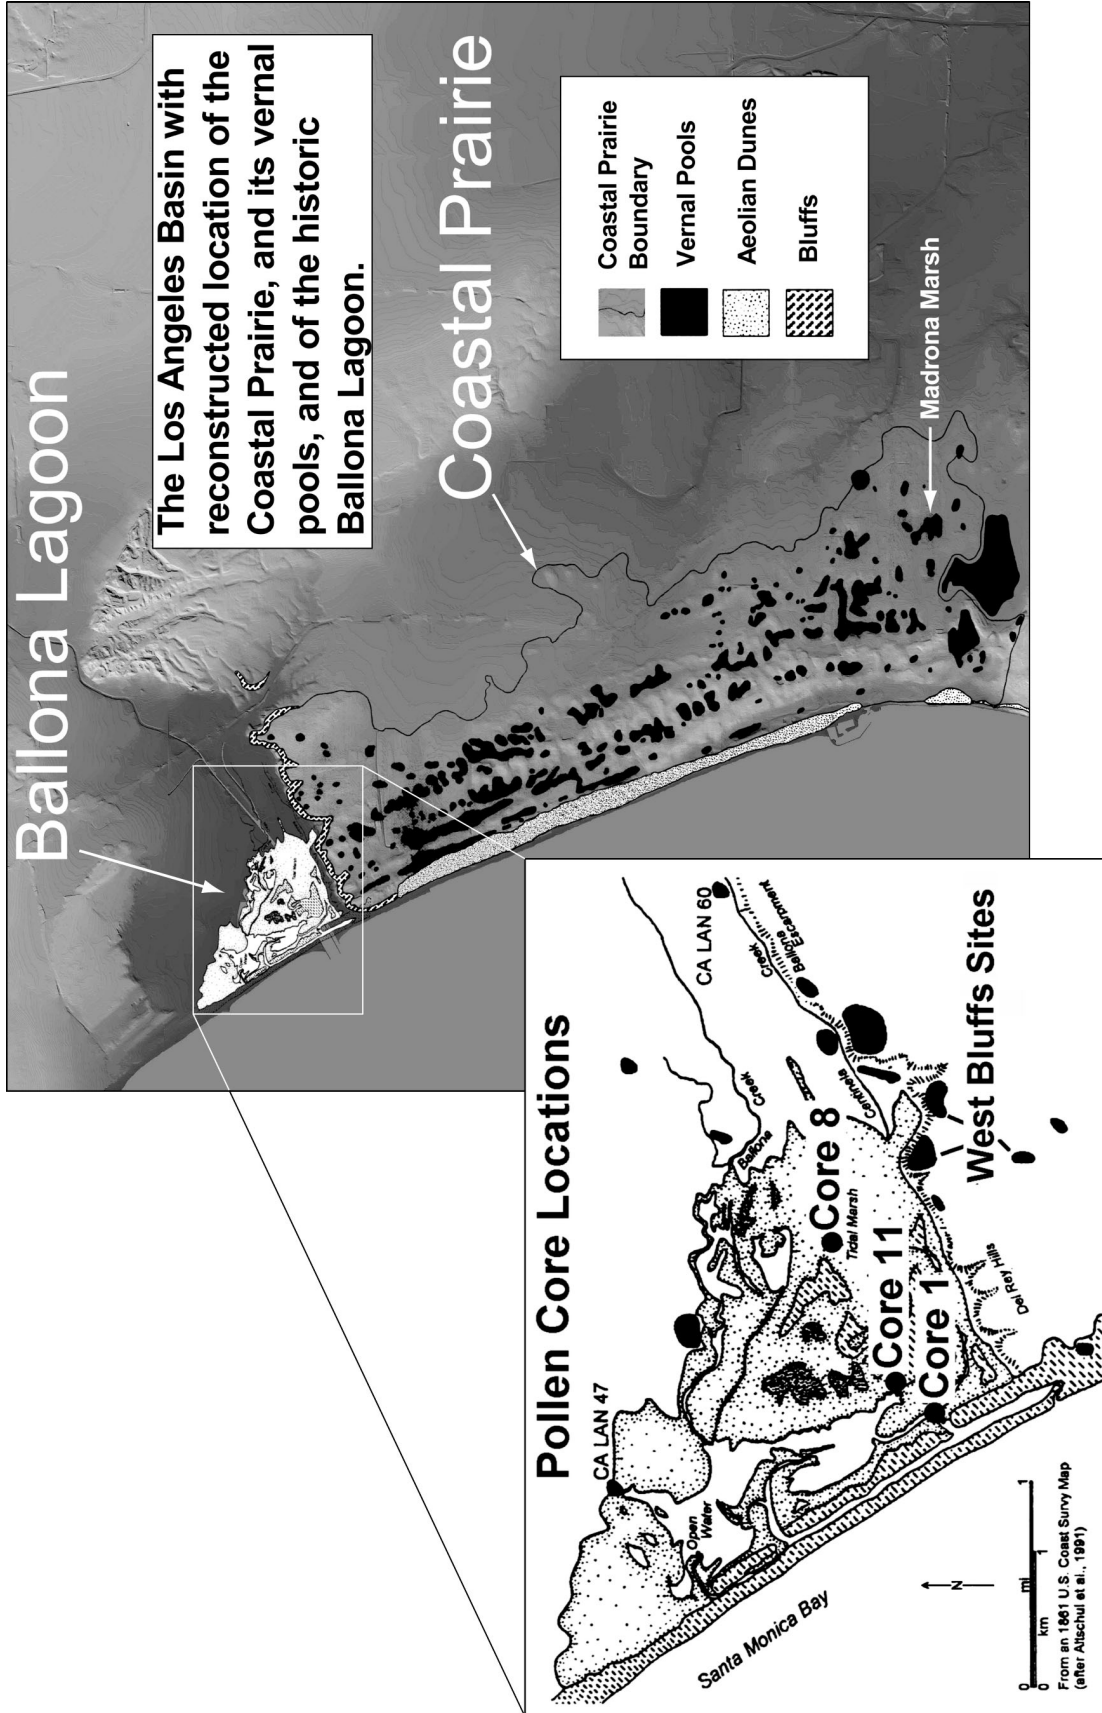 Ballona Lagoon
The Los Angeles Basin with
reconstructed location of the
Coastal Prairie, and its vernal
pools, and of the historic
Ballona Lagoon.
Coastal Prairie
Coastal Prairie
Boundary
Vernal Pools
Aeolian Dunes
Bluffs
Madrona Marsh
Pollen Core Locations
CA LAN 47
CA LAN 60
Ballona
Creek
Centinela
Creek
Ballona
Escarpment
Core 8
Tidal Marsh
Core 11
Core 1
Open
Water
Del Rey Hills
West Bluffs Sites
Santa Monica Bay
N
0 mi 1
0 km 1
From an 1861 U.S. Coast Survy Map
(after Altschul et al., 1991)